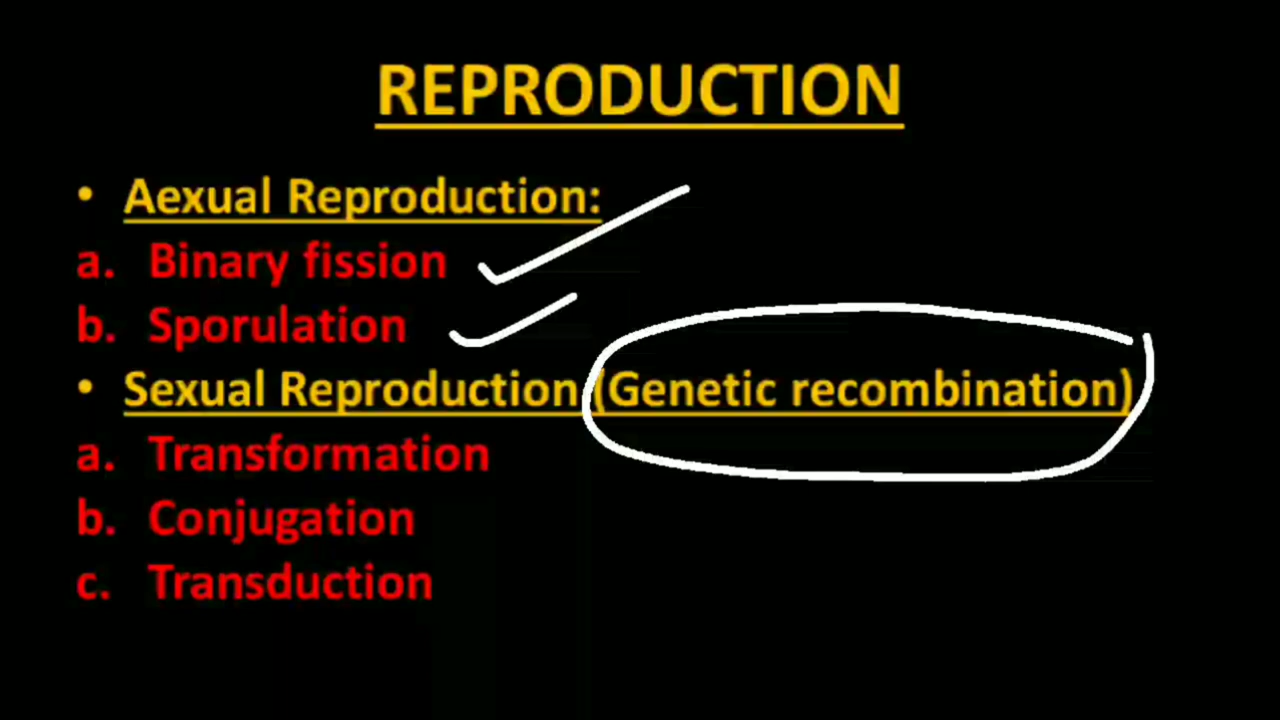 REPRODUCTION
• Aexual Reproduction:
a. Binary fission
b. Sporulation
• Sexual Reproduction (Genetic recombination)
a. Transformation
b. Conjugation
c. Transduction